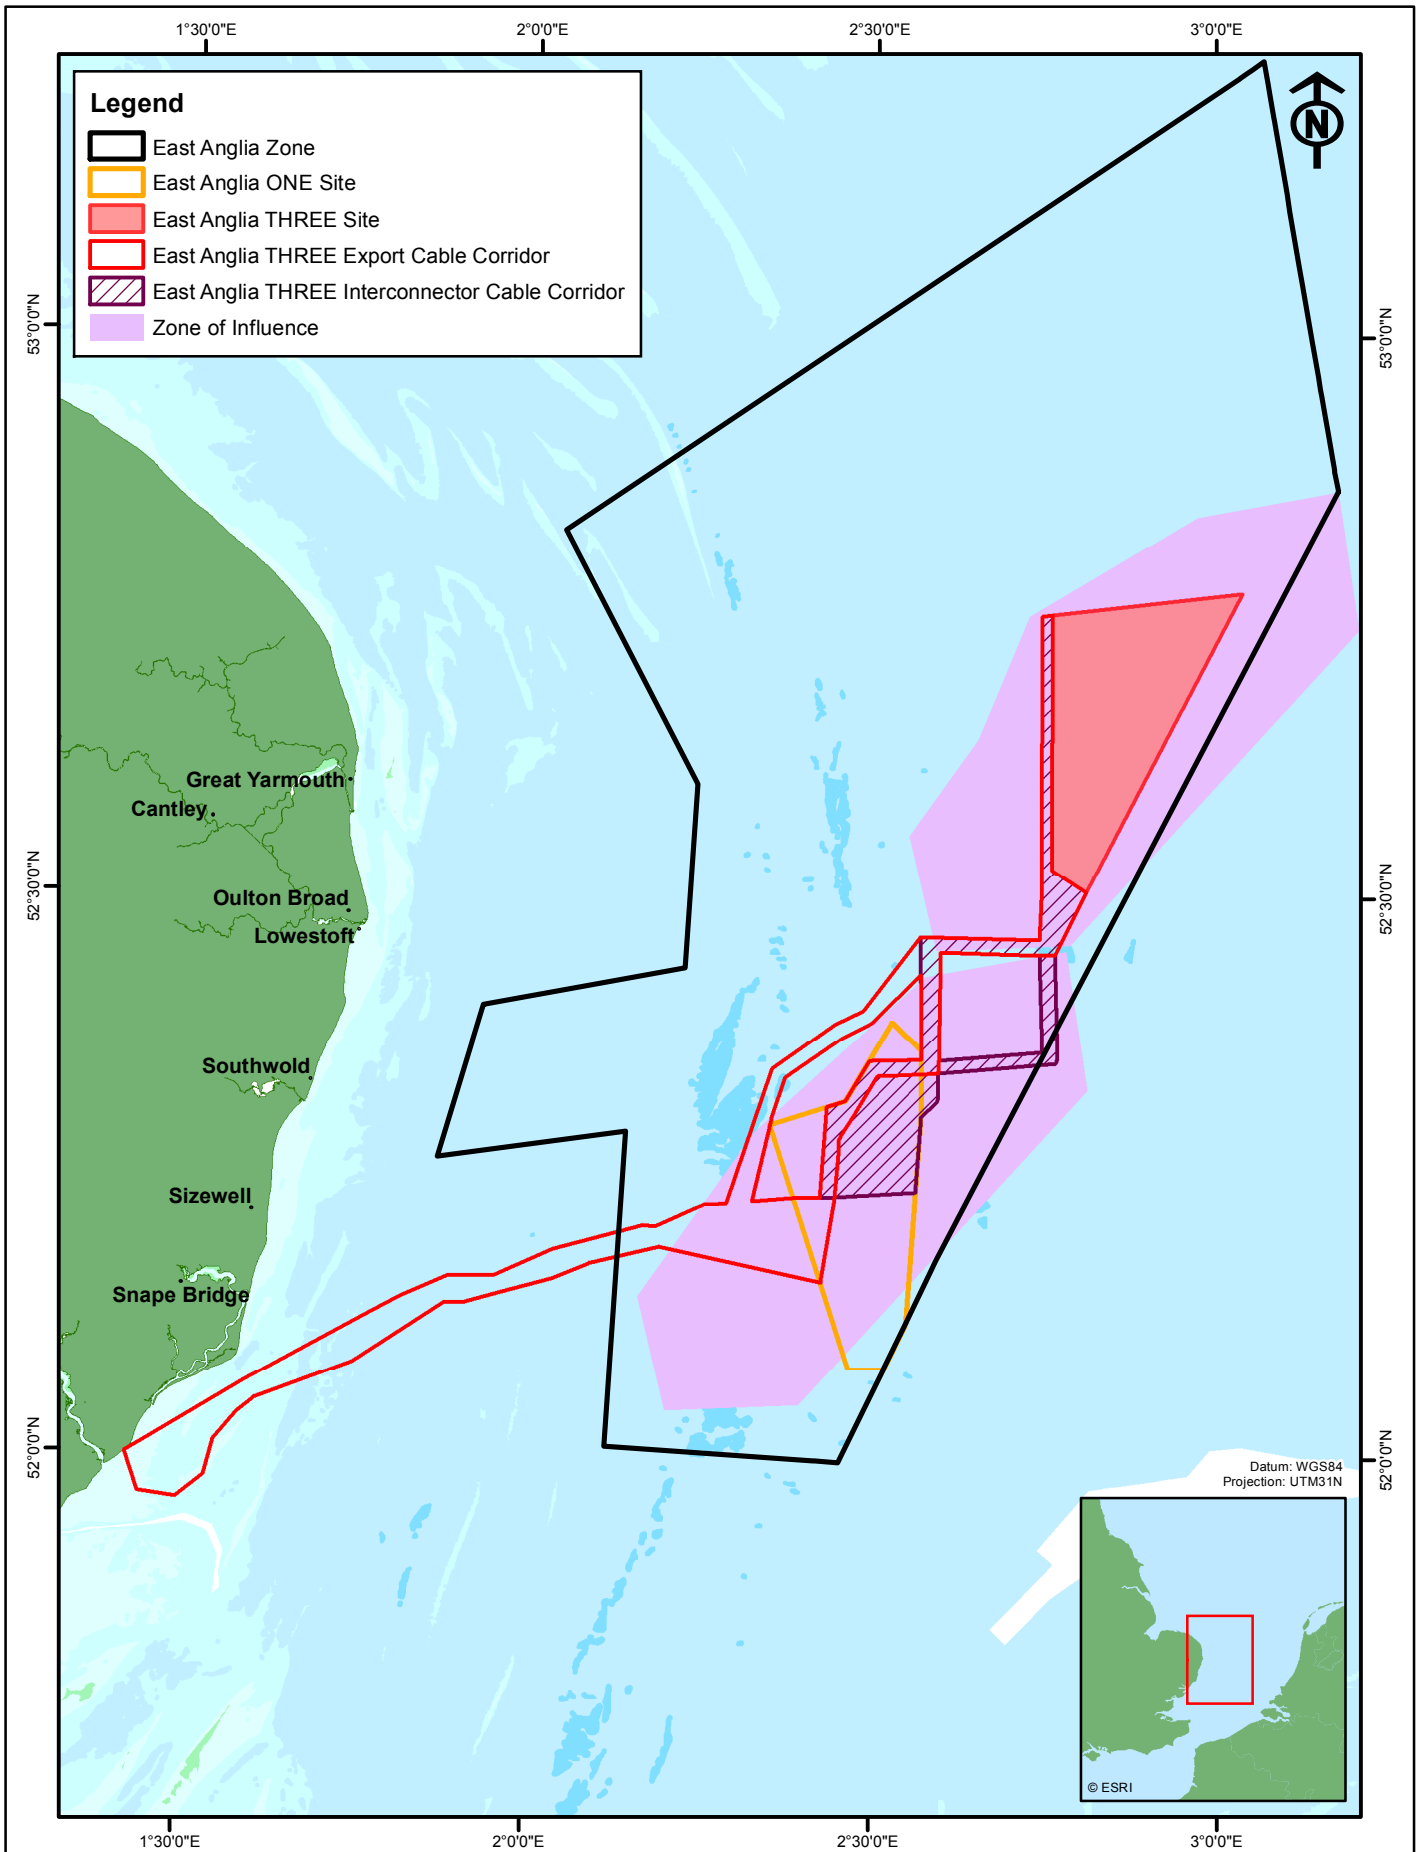 1°30'0"E
2°0'0"E
2°30'0"E
3°0'0"E
Legend
N
East Anglia Zone
East Anglia ONE Site
East Anglia THREE Site
East Anglia THREE Export Cable Corridor
East Anglia THREE Interconnector Cable Corridor
Zone of Influence
53°0'0"N
53°0'0"N
Great Yarmouth
Cantley
52°30'0"N
52°30'0"N
Oulton Broad
Lowestoft
Southwold
Sizewell
Snape Bridge
52°0'0"N
52°0'0"N
Datum: WGS84
Projection: UTM31N
© ESRI
1°30'0"E
2°0'0"E
2°30'0"E
3°0'0"E